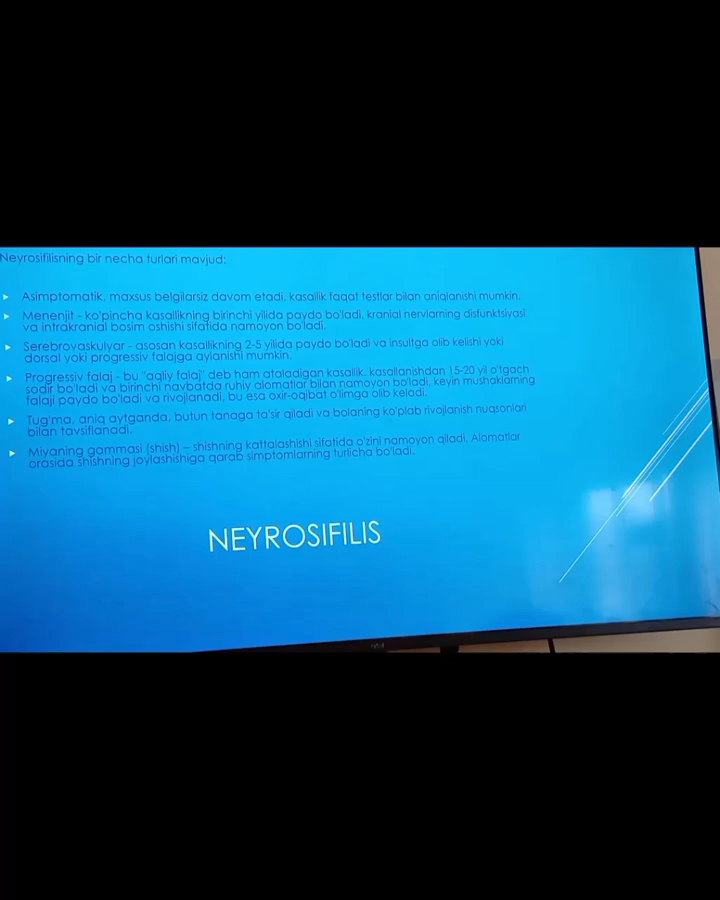 Neyrosifilisning bir necha turlari mavjud:
Asimptomatik, maxsus belgilarsiz davom etadi, kasallik faqat testlar bilan aniqlanishi mumkin.
Menenjit - ko'pincha kasallikning birinchi yilida paydo bo'ladi, kranial nervlarning disfunktsiyasi
va intrakranial bosim oshishi sifatida namoyon bo'ladi.
Serebrovaskulyar - asosan kasallikning 2-5 yilida paydo bo'ladi va insultga olib kelishi yoki
dorsal yoki progressiv falajga aylanishi mumkin.
Progressiv falaj - bu "aqliy falaj" deb ham ataladigan kasallik, kasallanishdan 15-20 yil o'tgach
sodir bo'ladi va birinchi navbatda ruhiy alomatlar bilan namoyon bo'ladi, keyin mushaklarning
falaji paydo bo'ladi va rivojlanadi, bu esa oxir-oqibat o'limga olib keladi.
Tug'ma, aniq aytganda, butun tanaga ta'sir qiladi va bolaning ko'plab rivojlanish nuqsonlari
bilan tavsiflanadi.
Miyaning gammasi (shish) – shishning kattalashishi sifatida o'zini namoyon qiladi. Alomatlar
orasida shishning joylashishiga qarab simptomlarning turlicha bo'ladi.
NEYROSIFILIS